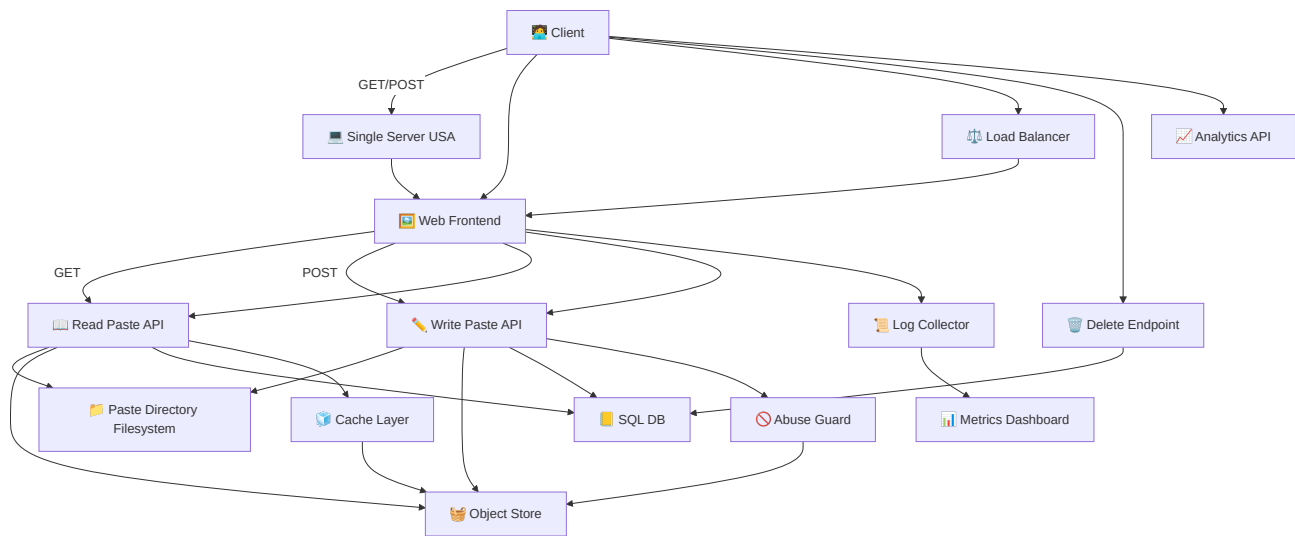 🧑‍💻 Client
GET/POST
💻 Single Server USA
⚖️ Load Balancer
📈 Analytics API
🖼️ Web Frontend
GET
POST
📖 Read Paste API
✏️ Write Paste API
📜 Log Collector
🗑️ Delete Endpoint
📁 Paste Directory
Filesystem
🧊 Cache Layer
📒 SQL DB
🚫 Abuse Guard
📊 Metrics Dashboard
🧺 Object Store